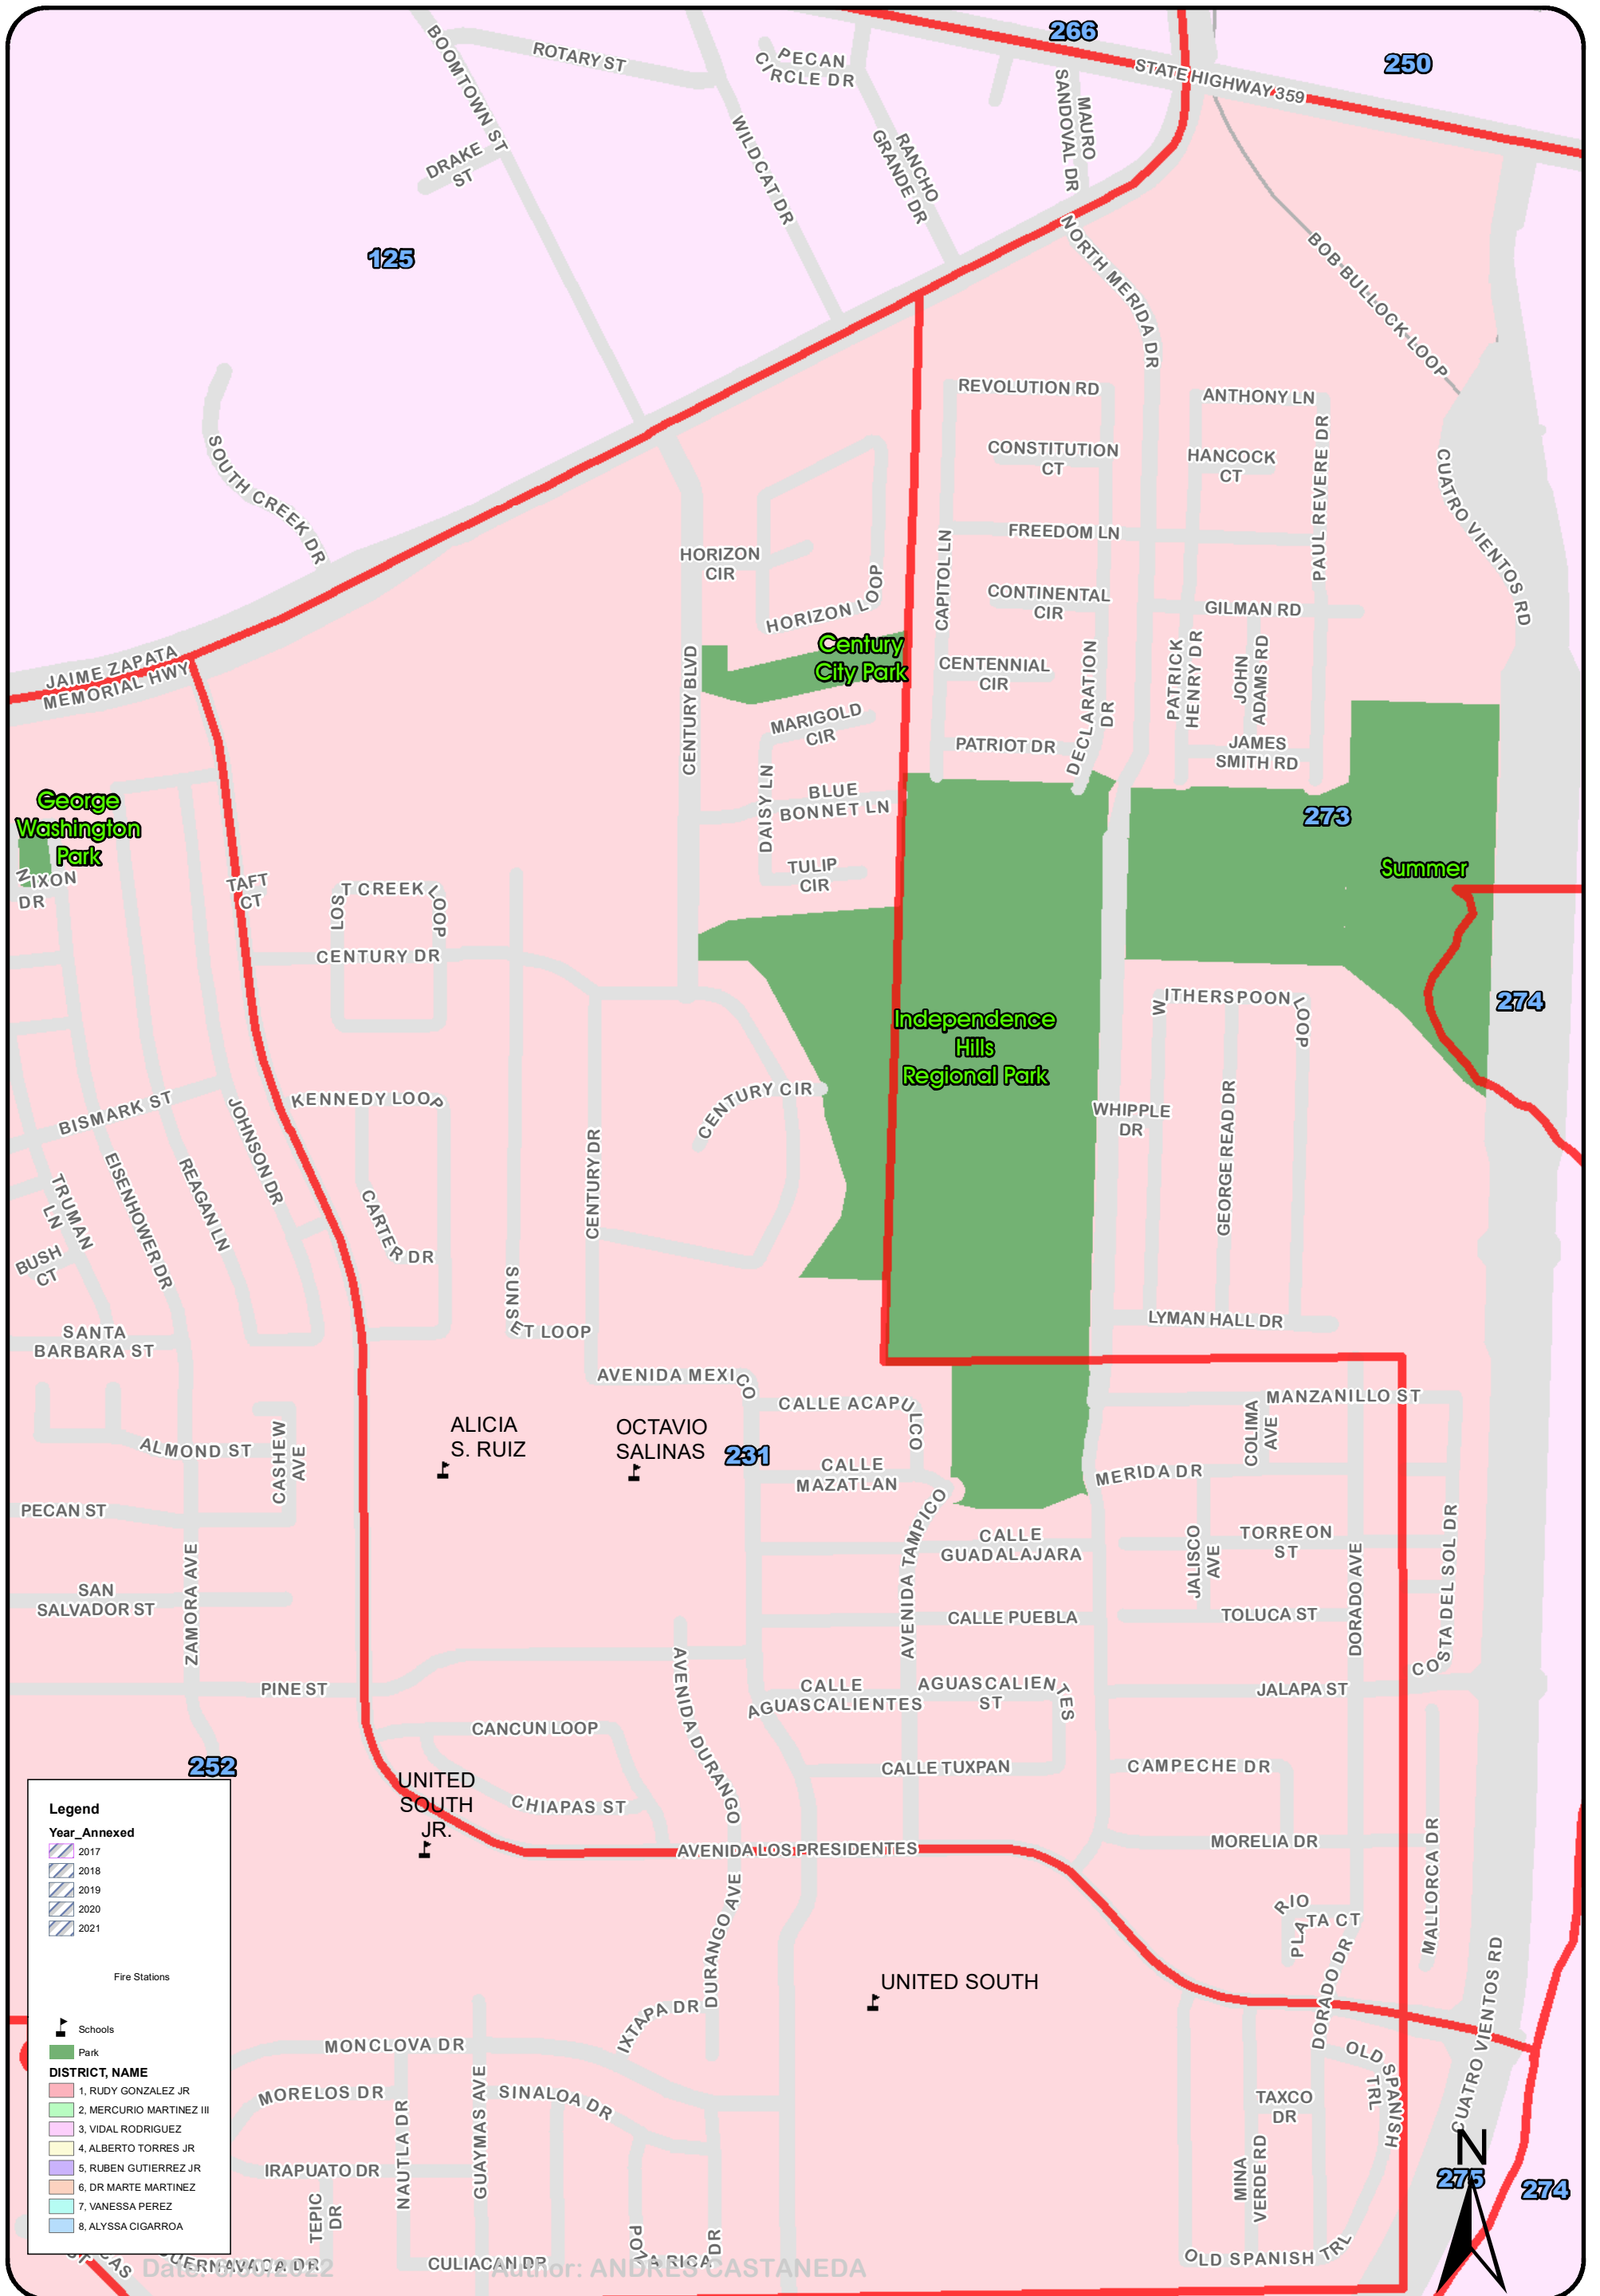 266
250
STATE HIGHWAY 359
BOOMTOWN ST
ROTARY ST
PECAN
CIRCLE DR
MAURO
SANDOVAL DR
DRAKE
ST
WILDCAT DR
RANCHO
GRANDE DR
125
NORTH MERIDA DR
BOB BULLOCK LOOP
REVOLUTION RD
ANTHONY LN
CONSTITUTION
CT
HANCOCK
CT
PAUL REVERE DR
CUATRO VIENTOS RD
SOUTH CREEK DR
FREEDOM LN
HORIZON
CIR
HORIZON LOOP
CAPITOL LN
CONTINENTAL
CIR
GILMAN RD
Century
City Park
JAIME ZAPATA
MEMORIAL HWY
CENTURY BLVD
CENTENNIAL
CIR
DECLARATION
DR
PATRICK
HENRY DR
JOHN
ADAMS RD
MARIGOLD
CIR
PATRIOT DR
JAMES
SMITH RD
George
Washington
Park
NIXON
DR
DAISY LN
BLUE
BONNET LN
273
TULIP
CIR
Summer
TAFT
CT
LOST CREEK LOOP
CENTURY DR
WITHERSPOON LOOP
274
Independence
Hills
Regional Park
BISMARK ST
KENNEDY LOOP
JOHNSON DR
CENTURY CIR
WHIPPLE
DR
GEORGE READ DR
TRUMAN
LN
EISENHOWER DR
REAGAN LN
CARTER DR
CENTURY DR
BUSH
CT
SUNSET LOOP
SANTA
BARBARA ST
LYMAN HALL DR
AVENIDA MEXICO
CALLE ACAPULCO
MANZANILLO ST
ALICIA
S. RUIZ
OCTAVIO
SALINAS
231
COLIMA
AVE
ALMOND ST
CASHEW
AVE
CALLE
MAZATLAN
MERIDA DR
PECAN ST
AVENIDA TAMPICO
CALLE
GUADALAJARA
JALISCO
AVE
TORREON
ST
ZAMORA AVE
SAN
SALVADOR ST
CALLE PUEBLA
TOLUCA ST
DORADO AVE
COSTA DEL SOL DR
PINE ST
AVENIDA DURANGO
CALLE
AGUASCALIENTES
AGUASCALIENTES
ST
JALAPA ST
CANCUN LOOP
252
CALLE TUXPAN
CAMPECHE DR
UNITED
SOUTH
JR.
CHIAPAS ST
AVENIDA LOS PRESIDENTES
MORELIA DR
MALLORCA DR
DURANGO AVE
RIO
PLATA CT
UNITED SOUTH
DORADO DR
IXTAPA DR
CUATRO VIENTOS RD
MONCLOVA DR
OLD SPANISH
TRL
MORELOS DR
NAUTLA DR
GUAYMAS AVE
SINALOA DR
TAXCO
DR
IRAPUATO DR
TEPIC
DR
MINA
VERDE RD
N
275
274
CULIACAN DR
OLD SPANISH TRL
Legend
Year_Annexed
2017
2018
2019
2020
2021
Fire Stations
Schools
Park
DISTRICT, NAME
1, RUDY GONZALEZ JR
2, MERCURIO MARTINEZ III
3, VIDAL RODRIGUEZ
4, ALBERTO TORRES JR
5, RUBEN GUTIERREZ JR
6, DR MARTE MARTINEZ
7, VANESSA PEREZ
8, ALYSSA CIGARROA
Author: ANDRES CASTANEDA